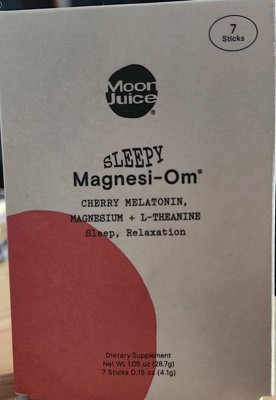 7
Sticks
Moon
Juice®
SLEEPY
Magnesi-Om®
CHERRY MELATONIN,
MAGNESIUM + L-THEANINE
Sleep, Relaxation
Dietary Supplement
Net Wt. 1.05 oz (28.7g)
7 Sticks 0.15 oz (4.1g)